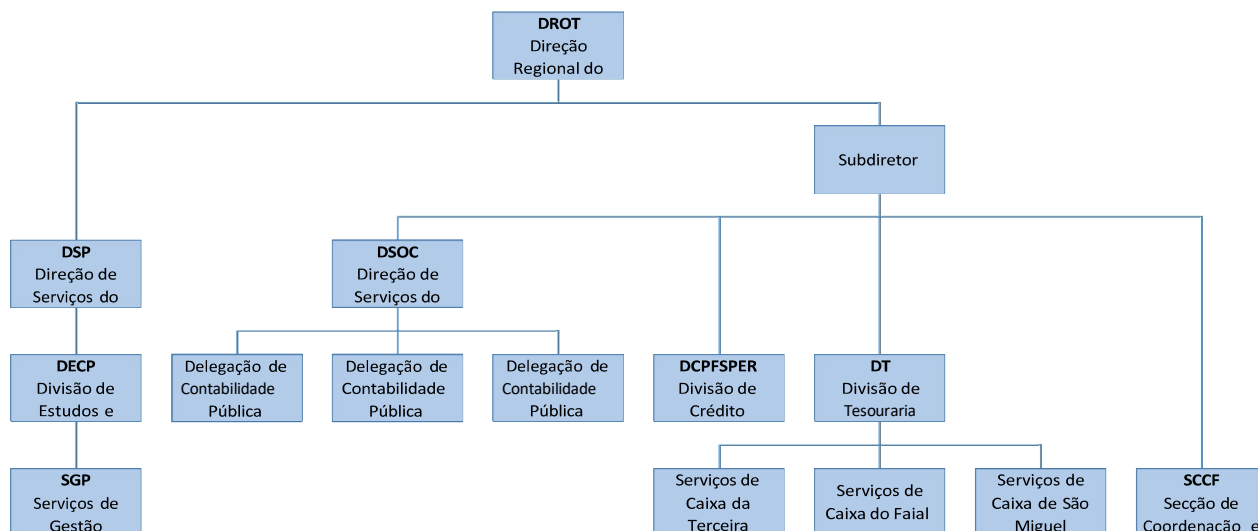 DROT
Direção
Regional do
Subdiretor
DSP
Direção de
Serviços do
DSOC
Direção de
Serviços do
DECP
Divisão de
Estudos e
Delegação de
Contabilidade
Pública
Delegação de
Contabilidade
Pública
Delegação de
Contabilidade
Pública
DCPFSPER
Divisão de
Crédito
DT
Divisão de
Tesouraria
SGP
Serviços de
Gestão
Serviços de
Caixa da
Terceira
Serviços de
Caixa do Faial
Serviços de
Caixa de São
Miguel
SCCF
Secção de
Coordenação e